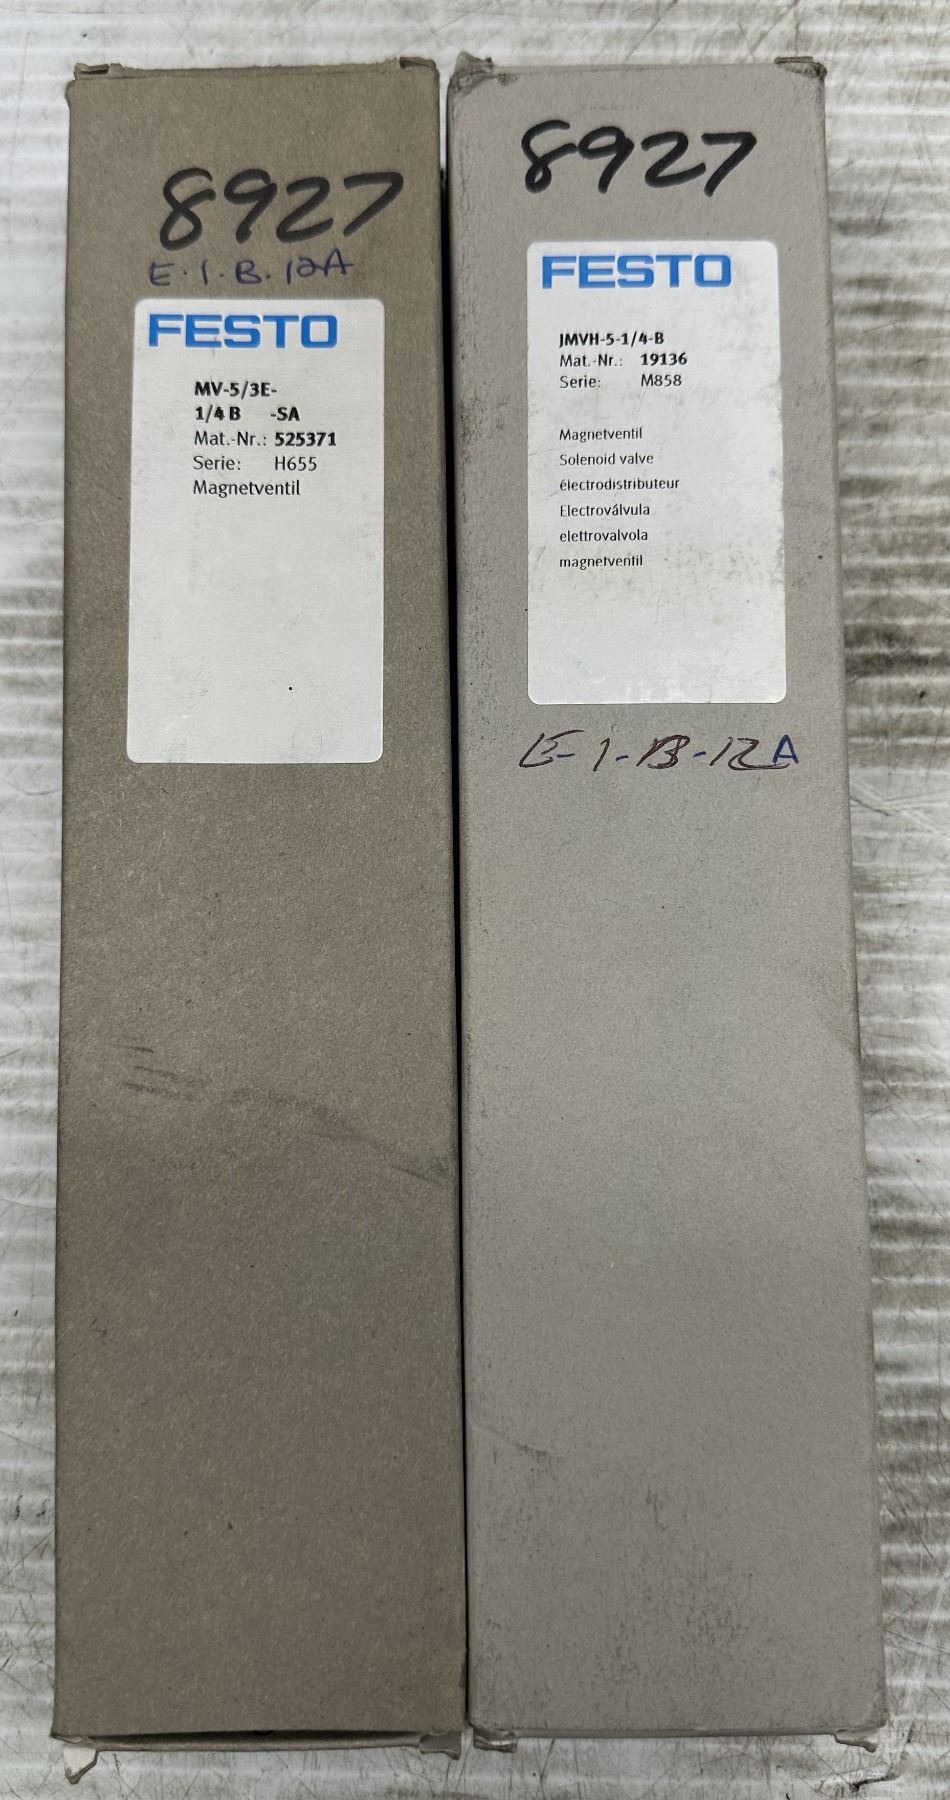 8927
E.1.B.12A
FESTO
MV-5/3E-
1/4 B -SA
Mat.-Nr.: 525371
Serie: H655
Magnetventil
8927
FESTO
JMVH-5-1/4-B
Mat.-Nr.: 19136
Serie: M858
Magnetventil
Solenoid valve
électrodistributeur
Electroválvula
elettrovalvola
magnetventil
E-1-B-12A